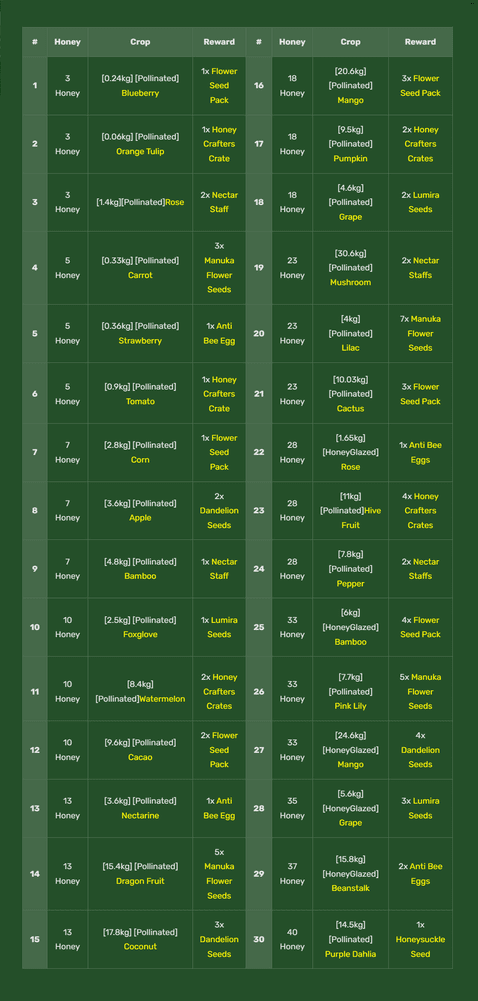 # Honey Crop Reward # Honey Crop Reward
1 3 Honey [0.24kg] [Pollinated] Blueberry 1x Flower Seed Pack 16 18 Honey [20.6kg] [Pollinated] Mango 3x Flower Seed Pack
2 3 Honey [0.06kg] [Pollinated] Orange Tulip 1x Honey Crafters Crate 17 18 Honey [9.5kg] [Pollinated] Pumpkin 2x Honey Crafters Crates
3 3 Honey [1.4kg][Pollinated]Rose 2x Nectar Staff 18 18 Honey [4.6kg] [Pollinated] Grape 2x Lumira Seeds
4 5 Honey [0.33kg] [Pollinated] Carrot 3x Manuka Flower Seeds 19 23 Honey [30.6kg] [Pollinated] Mushroom 2x Nectar Staffs
5 5 Honey [0.36kg] [Pollinated] Strawberry 1x Anti Bee Egg 20 23 Honey [4kg] [Pollinated] Lilac 7x Manuka Flower Seeds
6 5 Honey [0.9kg] [Pollinated] Tomato 1x Honey Crafters Crate 21 23 Honey [10.03kg] [Pollinated] Cactus 3x Flower Seed Pack
7 7 Honey [2.8kg] [Pollinated] Corn 1x Flower Seed Pack 22 28 Honey [1.65kg] [HoneyGlazed] Rose 1x Anti Bee Eggs
8 7 Honey [3.6kg] [Pollinated] Apple 2x Dandelion Seeds 23 28 Honey [11kg] [Pollinated]Hive Fruit 4x Honey Crafters Crates
9 7 Honey [4.8kg] [Pollinated] Bamboo 1x Nectar Staff 24 28 Honey [7.8kg] [Pollinated] Pepper 2x Nectar Staffs
10 10 Honey [2.5kg] [Pollinated] Foxglove 1x Lumira Seeds 25 33 Honey [6kg] [HoneyGlazed] Bamboo 4x Flower Seed Pack
11 10 Honey [8.4kg] [Pollinated]Watermelon 2x Honey Crafters Crates 26 33 Honey [7.7kg] [Pollinated] Pink Lily 5x Manuka Flower Seeds
12 10 Honey [9.6kg] [Pollinated] Cacao 2x Flower Seed Pack 27 33 Honey [24.6kg] [HoneyGlazed] Mango 4x Dandelion Seeds
13 13 Honey [3.6kg] [Pollinated] Nectarine 1x Anti Bee Egg 28 35 Honey [5.6kg] [HoneyGlazed] Grape 3x Lumira Seeds
14 13 Honey [15.4kg] [Pollinated] Dragon Fruit 5x Manuka Flower Seeds 29 37 Honey [15.8kg] [HoneyGlazed] Beanstalk 2x Anti Bee Eggs
15 13 Honey [17.8kg] [Pollinated] Coconut 3x Dandelion Seeds 30 40 Honey [14.5kg] [Pollinated] Purple Dahlia 1x Honeysuckle Seed